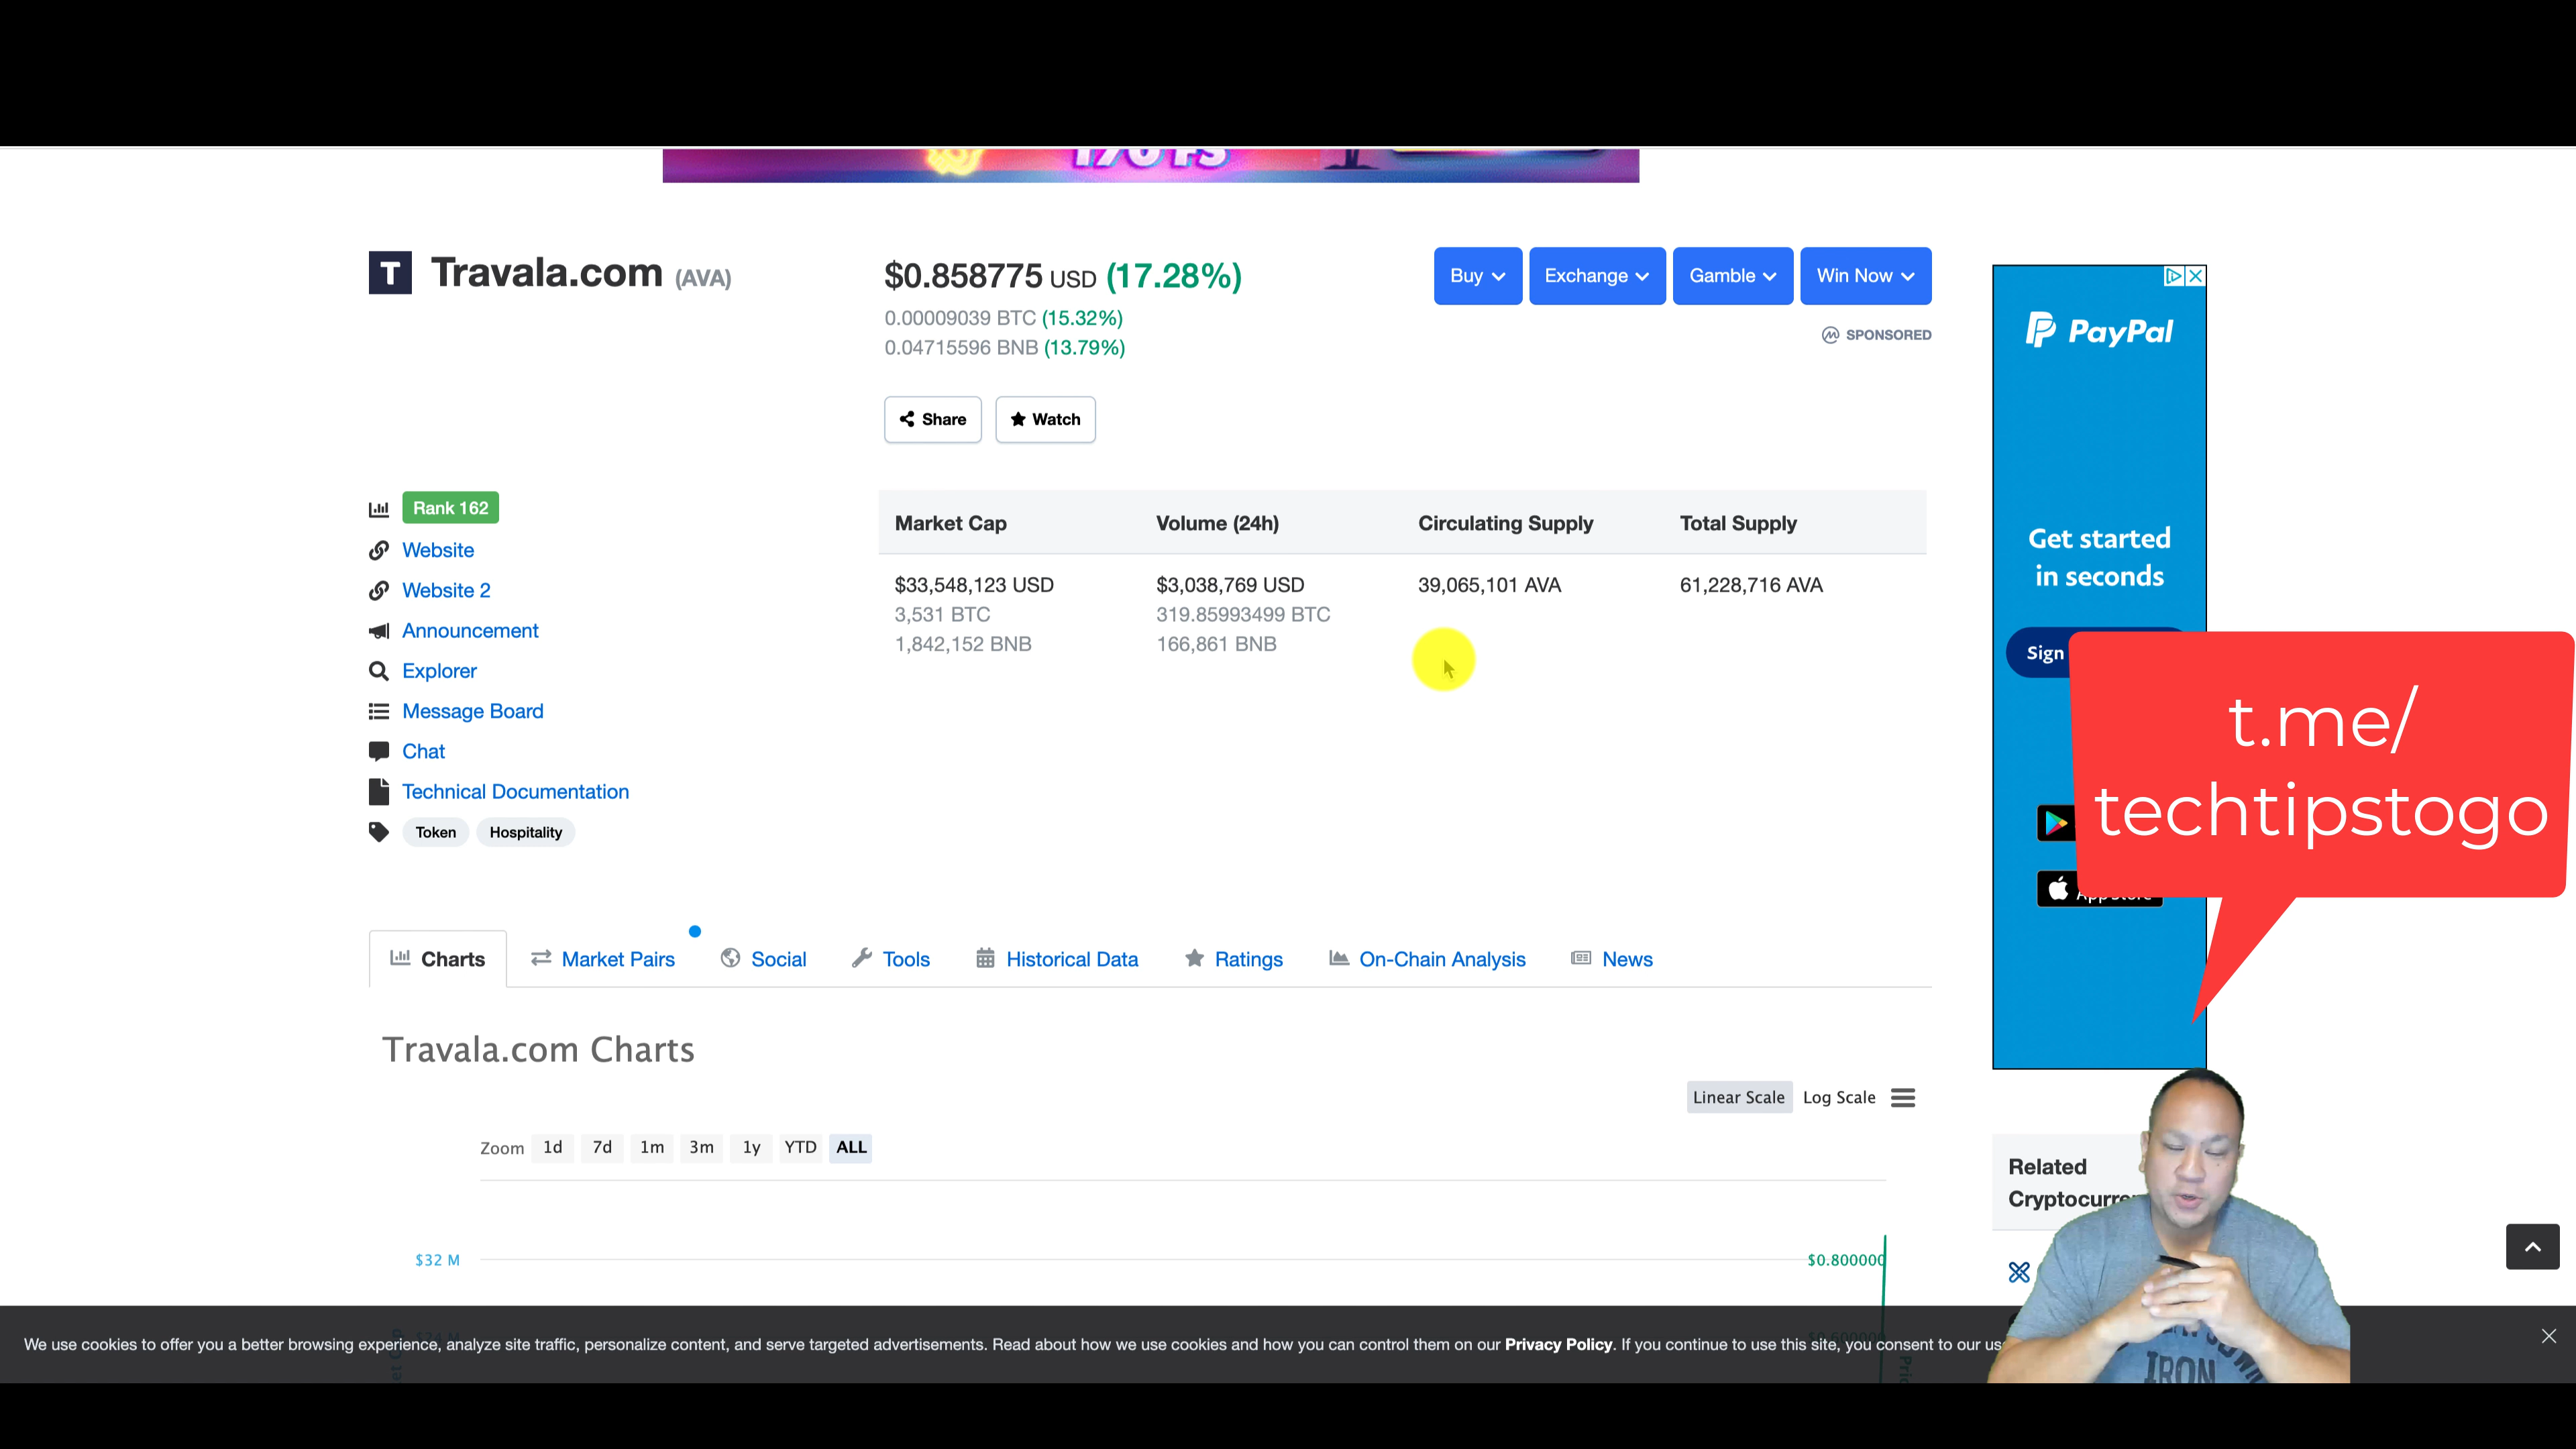 170 FS
T Travala.com (AVA)
$0.858775 USD (17.28%)
0.00009039 BTC (15.32%)
0.04715596 BNB (13.79%)
Buy
Exchange
Gamble
Win Now
SPONSORED
Share
Watch
Rank 162
Website
Website 2
Announcement
Explorer
Message Board
Chat
Technical Documentation
Token Hospitality
Market Cap Volume (24h) Circulating Supply Total Supply
$33,548,123 USD $3,038,769 USD 39,065,101 AVA 61,228,716 AVA
3,531 BTC 319.85993499 BTC
1,842,152 BNB 166,861 BNB
PayPal
Get started
in seconds
Sign
App Store
t.me/
techtipstogo
Charts Market Pairs Social Tools Historical Data Ratings On-Chain Analysis News
Travala.com Charts
Linear Scale Log Scale
Zoom 1d 7d 1m 3m 1y YTD ALL
$32 M $0.800000
Related
Cryptocurre
We use cookies to offer you a better browsing experience, analyze site traffic, personalize content, and serve targeted advertisements. Read about how we use cookies and how you can control them on our Privacy Policy. If you continue to use this site, you consent to our us
IRON